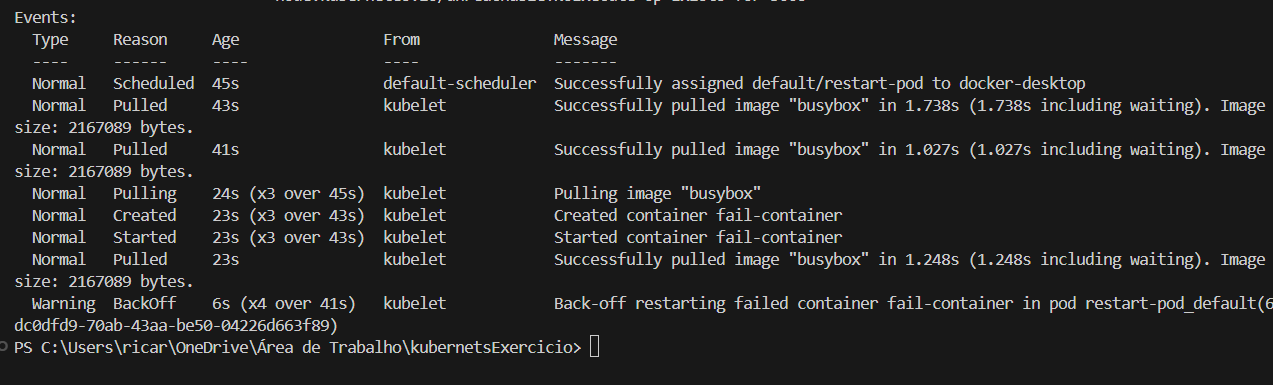 Events:
Type Reason Age From Message
---- ------ ---- ---- -------
Normal Scheduled 45s default-scheduler Successfully assigned default/restart-pod to docker-desktop
Normal Pulled 43s kubelet Successfully pulled image "busybox" in 1.738s (1.738s including waiting). Image
size: 2167089 bytes.
Normal Pulled 41s kubelet Successfully pulled image "busybox" in 1.027s (1.027s including waiting). Image
size: 2167089 bytes.
Normal Pulling 24s (x3 over 45s) kubelet Pulling image "busybox"
Normal Created 23s (x3 over 43s) kubelet Created container fail-container
Normal Started 23s (x3 over 43s) kubelet Started container fail-container
Normal Pulled 23s kubelet Successfully pulled image "busybox" in 1.248s (1.248s including waiting). Image
size: 2167089 bytes.
Warning BackOff 6s (x4 over 41s) kubelet Back-off restarting failed container fail-container in pod restart-pod_default(6
dc0dfd9-70ab-43aa-be50-04226d663f89)
PS C:\Users\ricar\OneDrive\Área de Trabalho\kubernetsExercicio>